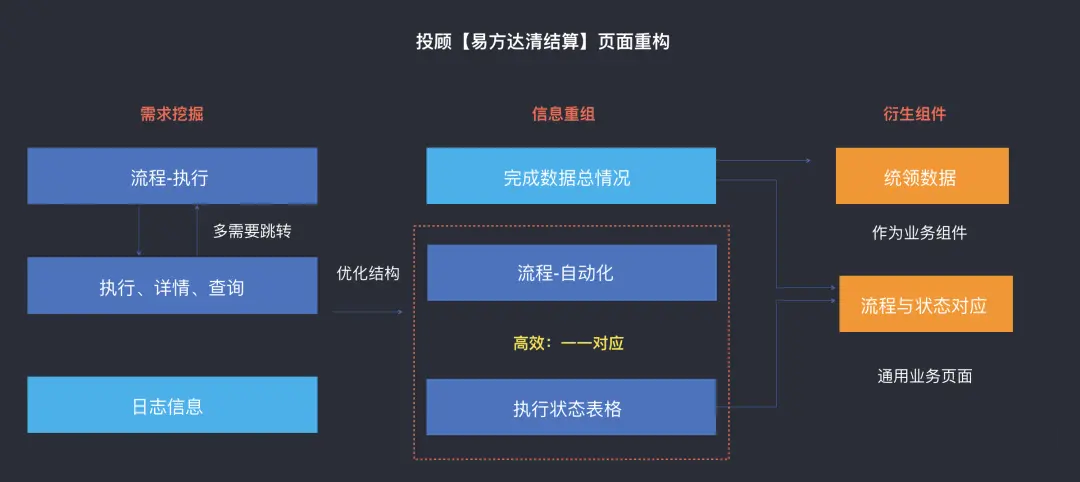 投顾【易方达清结算】页面重构
需求挖掘
流程-执行
多需要跳转
执行、详情、查询
日志信息
优化结构
信息重组
完成数据总情况
流程-自动化
高效：一一对应
执行状态表格
衍生组件
统领数据
作为业务组件
流程与状态对应
通用业务页面